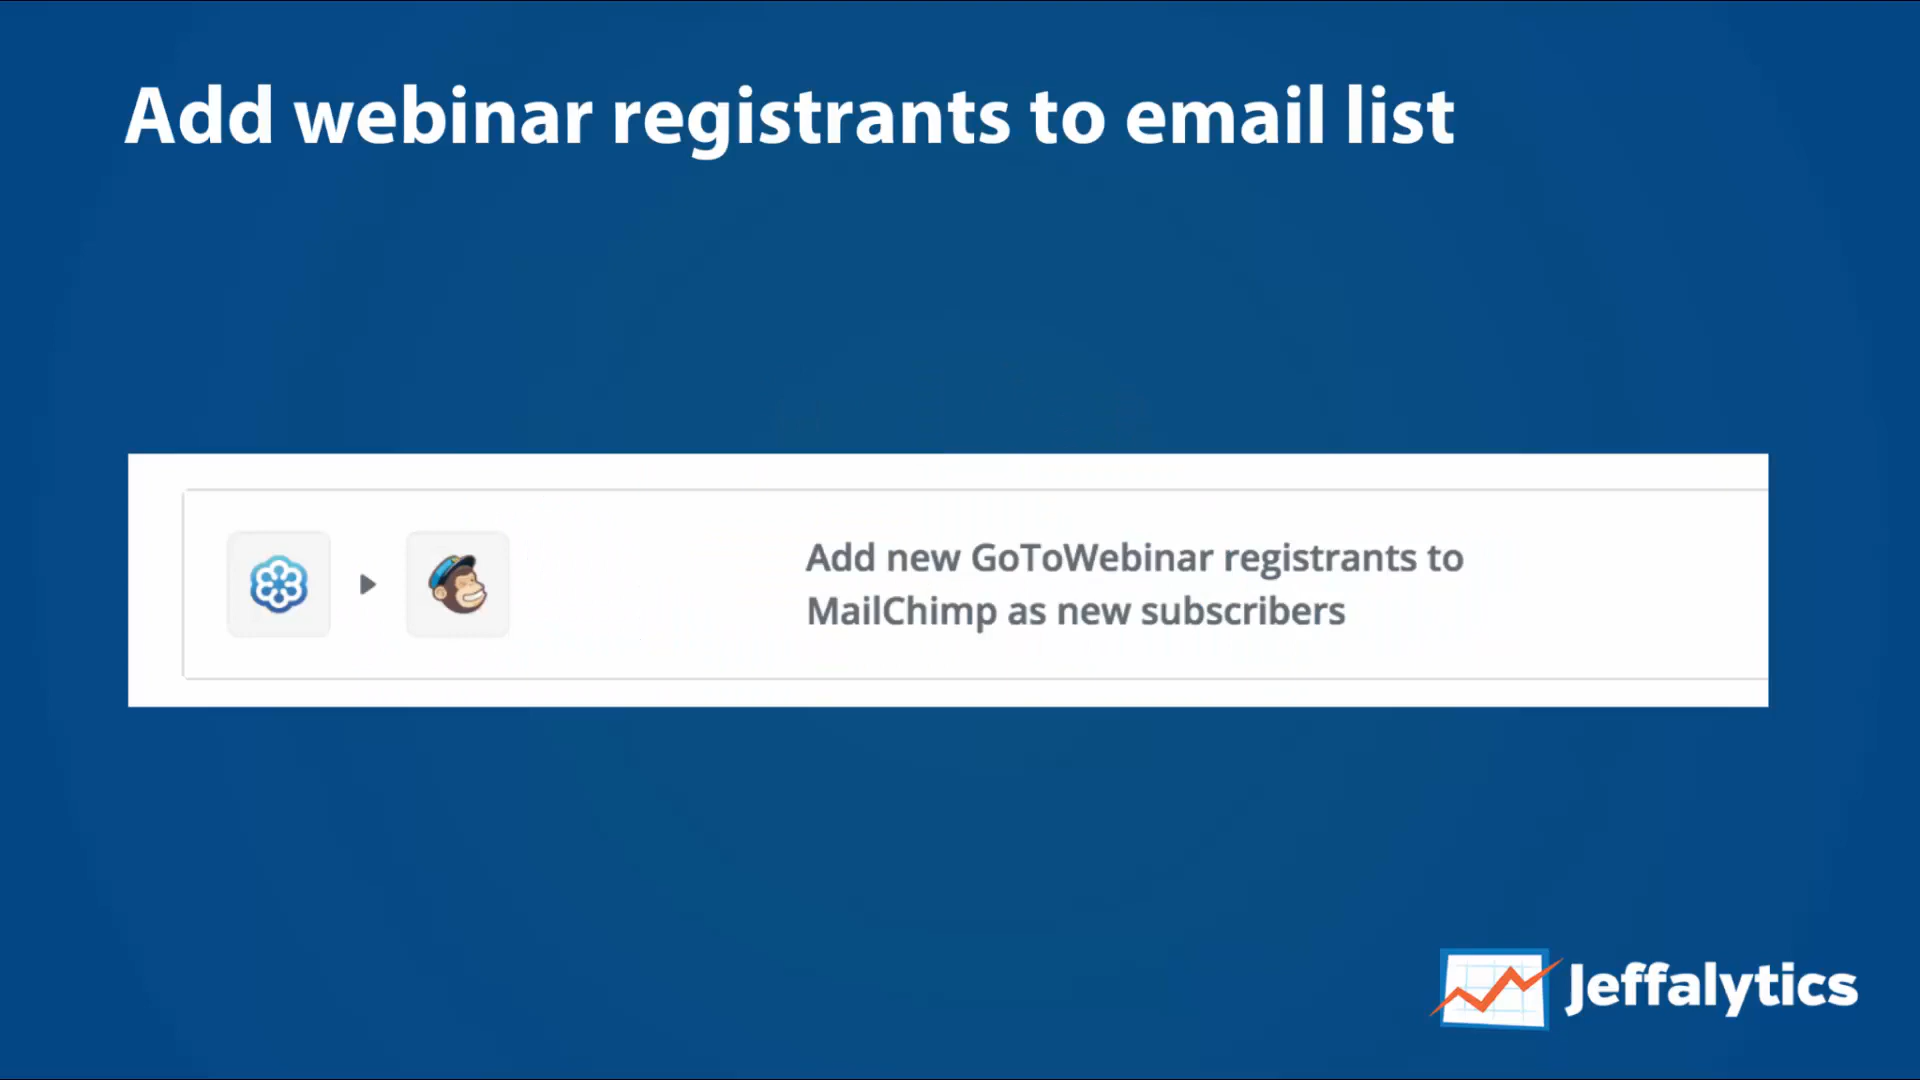 Add webinar registrants to email list
Add new GoToWebinar registrants to
MailChimp as new subscribers
Jeffalytics